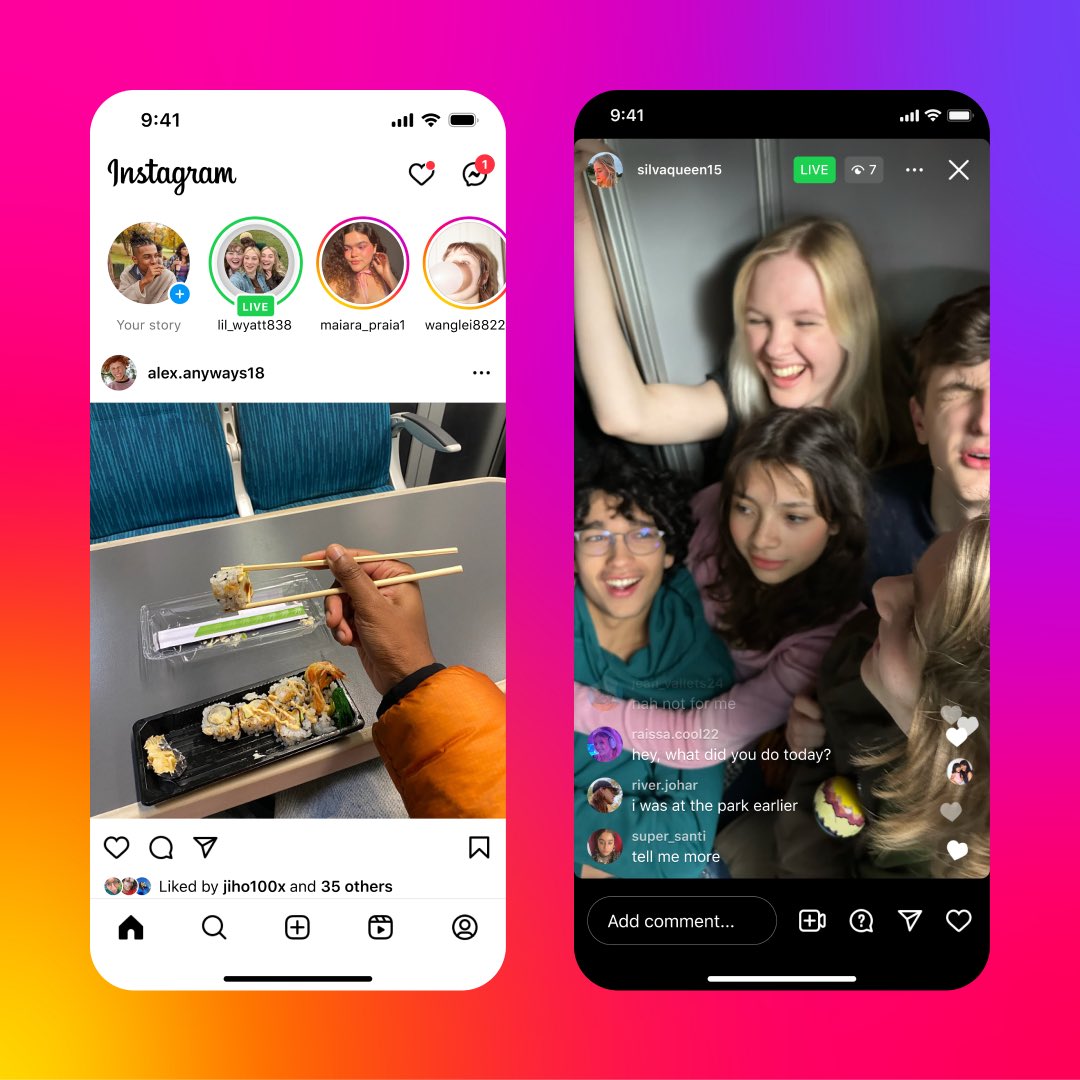 9:41
Instagram
1
LIVE
Your story
lil_wyatt838
maiara_praia1
wanglei8822
alex.anyways18
Liked by jiho100x and 35 others
9:41
silvaqueen15
LIVE
7
jean_vallets24
nah not for me
raissa.cool22
hey, what did you do today?
river.johar
i was at the park earlier
super_santi
tell me more
Add comment...